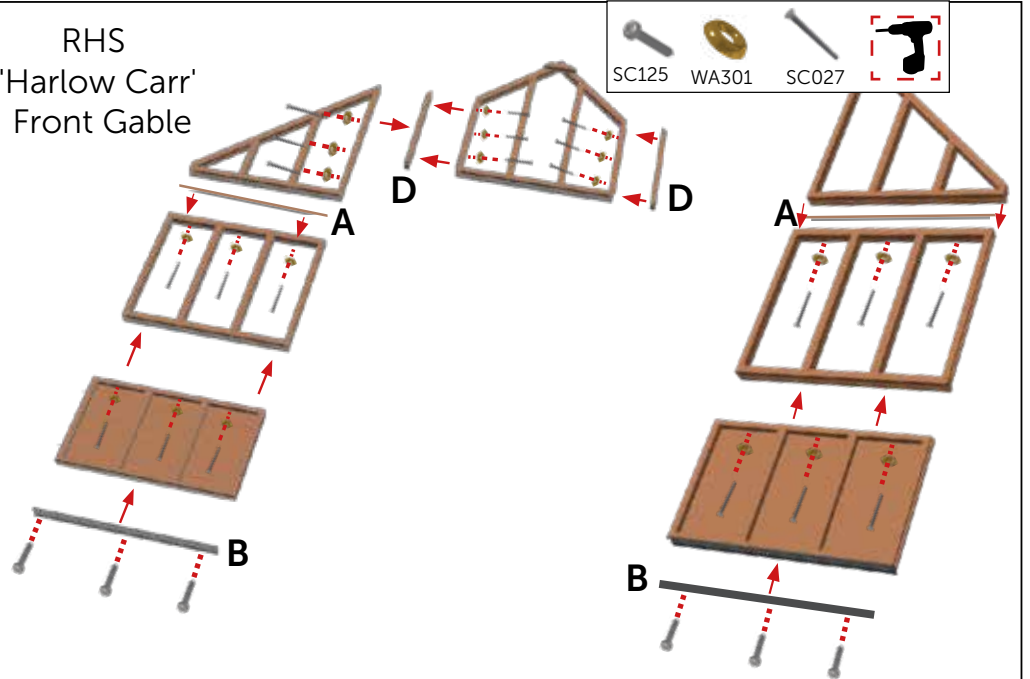 RHS
'Harlow Carr'
Front Gable
SC125 WA301 SC027
D
D
A
A
B
B